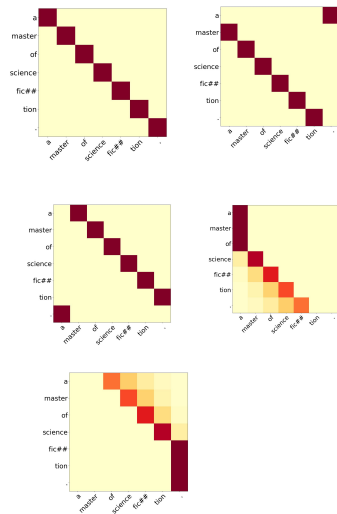 a
master
of
science
fic##
tion
.
a master of science fic## tion .
a
master
of
science
fic##
tion
.
a master of science fic## tion .
a
master
of
science
fic##
tion
.
a master of science fic## tion .
a
master
of
science
fic##
tion
.
a master of science fic## tion .
a
master
of
science
fic##
tion
.
a master of science fic## tion .